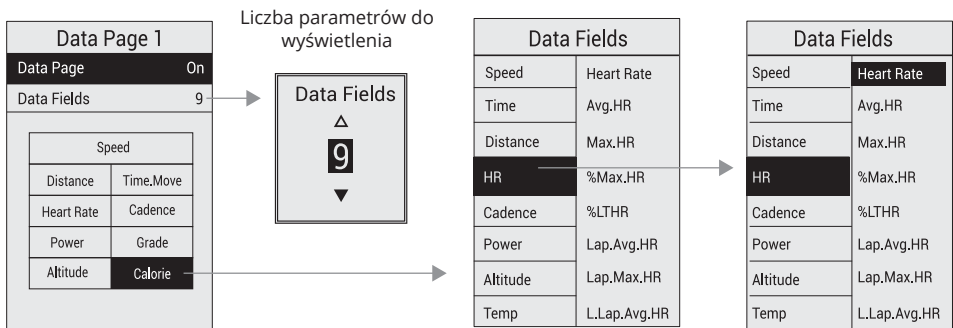 Liczba parametrów do
wyświetlenia
Data Page 1
Data Page On
Data Fields 9
Speed
Distance Time.Move
Heart Rate Cadence
Power Grade
Altitude Calorie
Data Fields
9
Data Fields
Speed Heart Rate
Time Avg.HR
Distance Max.HR
HR %Max.HR
Cadence %LTHR
Power Lap.Avg.HR
Altitude Lap.Max.HR
Temp L.Lap.Avg.HR
Data Fields
Speed Heart Rate
Time Avg.HR
Distance Max.HR
HR %Max.HR
Cadence %LTHR
Power Lap.Avg.HR
Altitude Lap.Max.HR
Temp L.Lap.Avg.HR